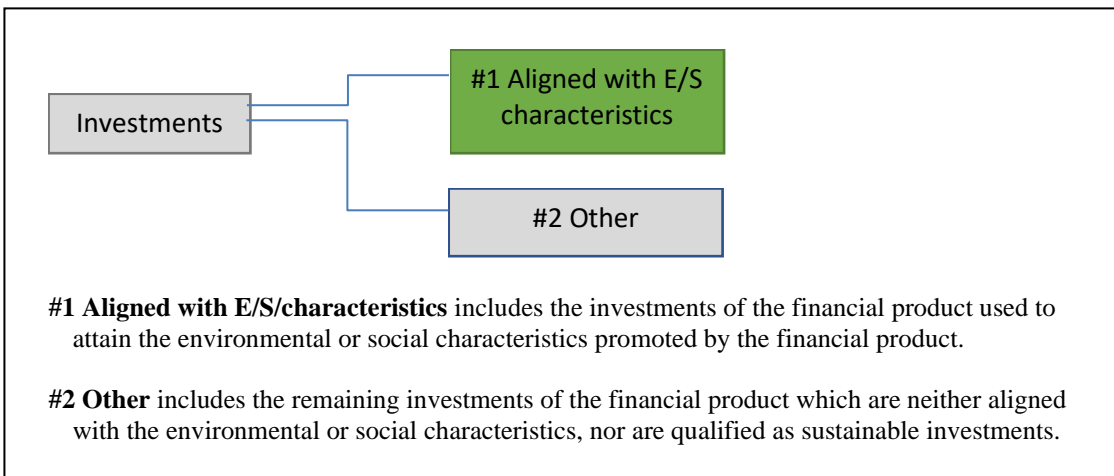 #1 Aligned with E/S
characteristics
Investments
#2 Other
#1 Aligned with E/S/characteristics includes the investments of the financial product used to
attain the environmental or social characteristics promoted by the financial product.
#2 Other includes the remaining investments of the financial product which are neither aligned
with the environmental or social characteristics, nor are qualified as sustainable investments.